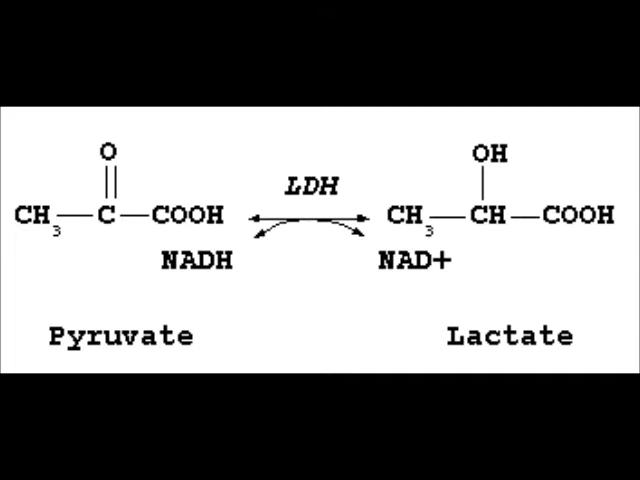 O OH
LDH
CH₃—C—COOH CH₃—CH—COOH
NADH NAD+
Pyruvate Lactate